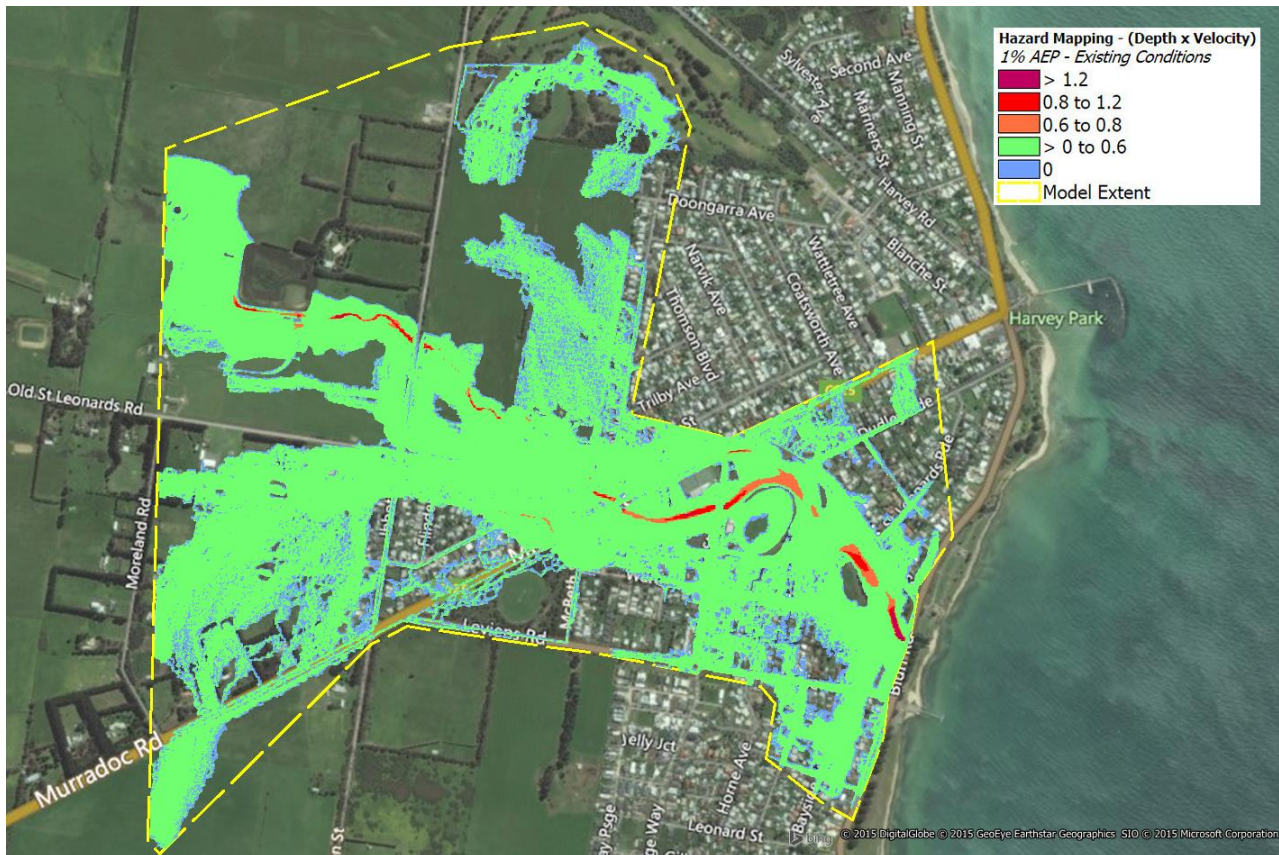 Hazard Mapping - (Depth x Velocity)
1% AEP - Existing Conditions
> 1.2
0.8 to 1.2
0.6 to 0.8
> 0 to 0.6
0
Model Extent
Second Ave
Sylvester Ave
Manning St
Mariners St
Harvey Rd
Doongarra Ave
Blanche St
Narvik Ave
Wattletree Ave
Coatsworth Ave
Thomson Blvd
Harvey Park
Trilby Ave
St
Old St Leonards Rd
Moreland Rd
McBeth
Leviens Rd
Murradoc Rd
Jelly Jct
Horne Ave
Leonard St
bing
© 2015 DigitalGlobe © 2015 GeoEye Earthstar Geographics SIO © 2015 Microsoft Corporation